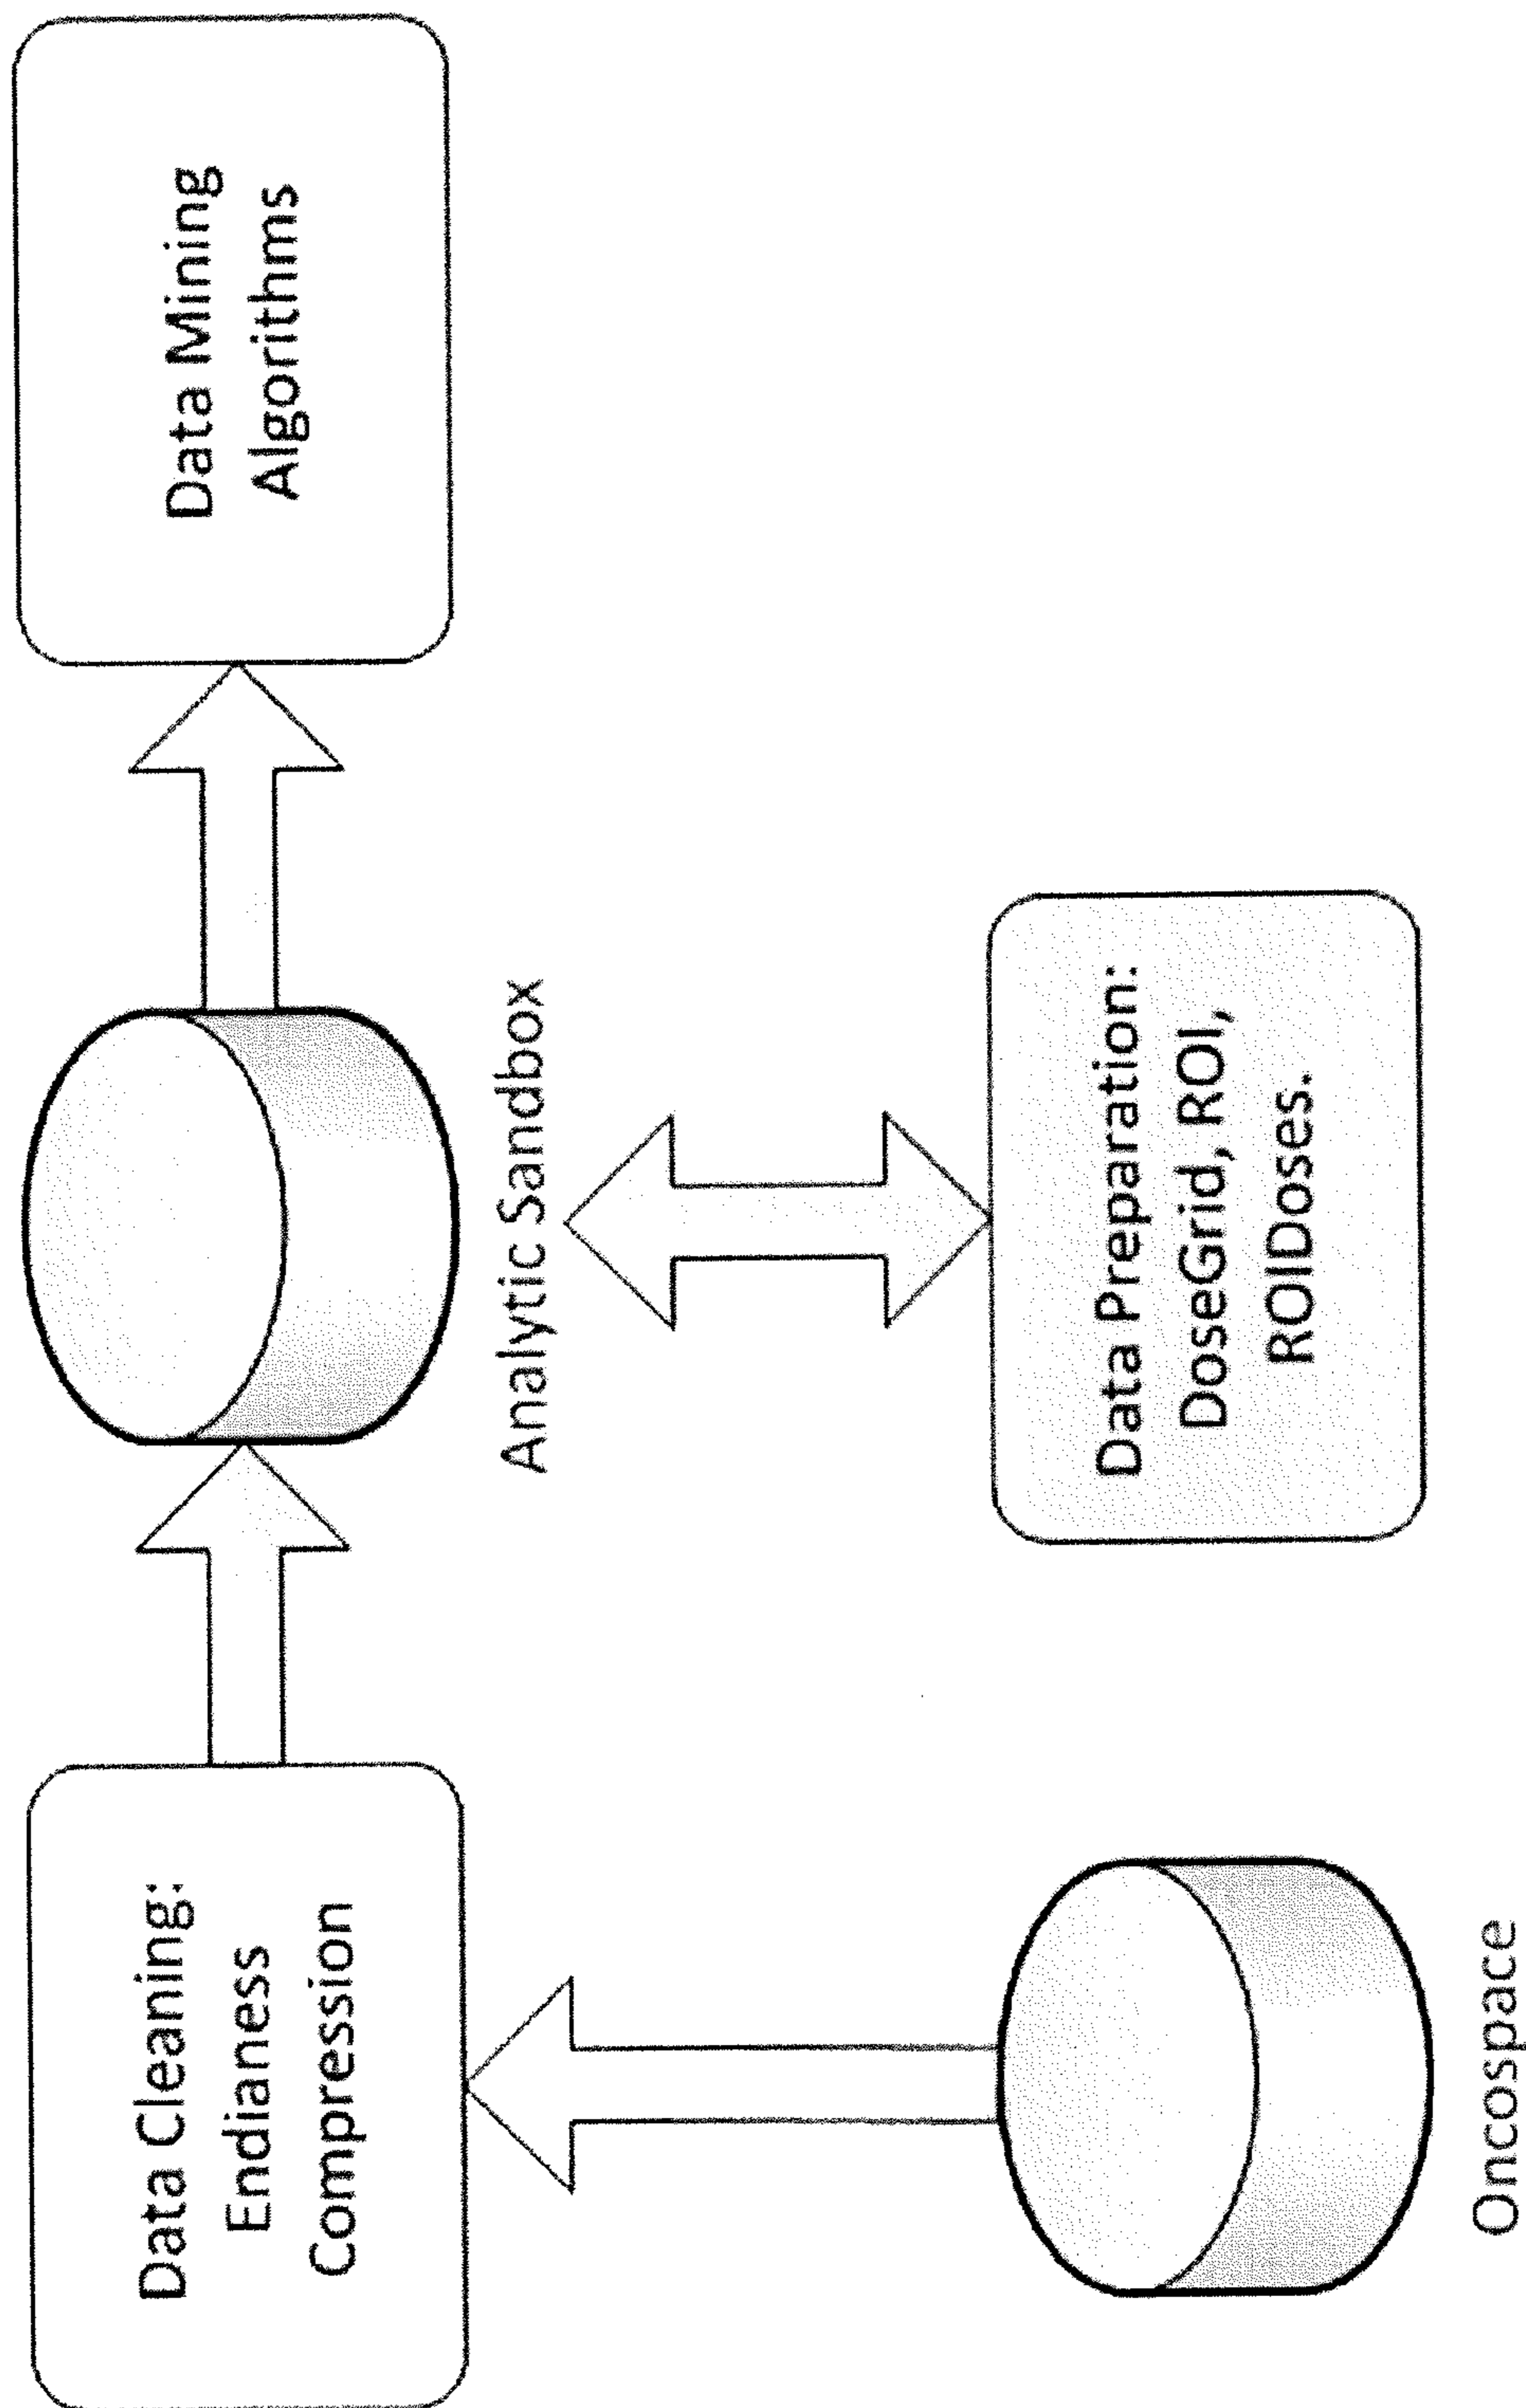 Data Cleaning:
Endianess
Compression
Analytic Sandbox
Data Mining
Algorithms
Oncospace
Data Preparation:
DoseGrid, ROI,
ROIDoses.